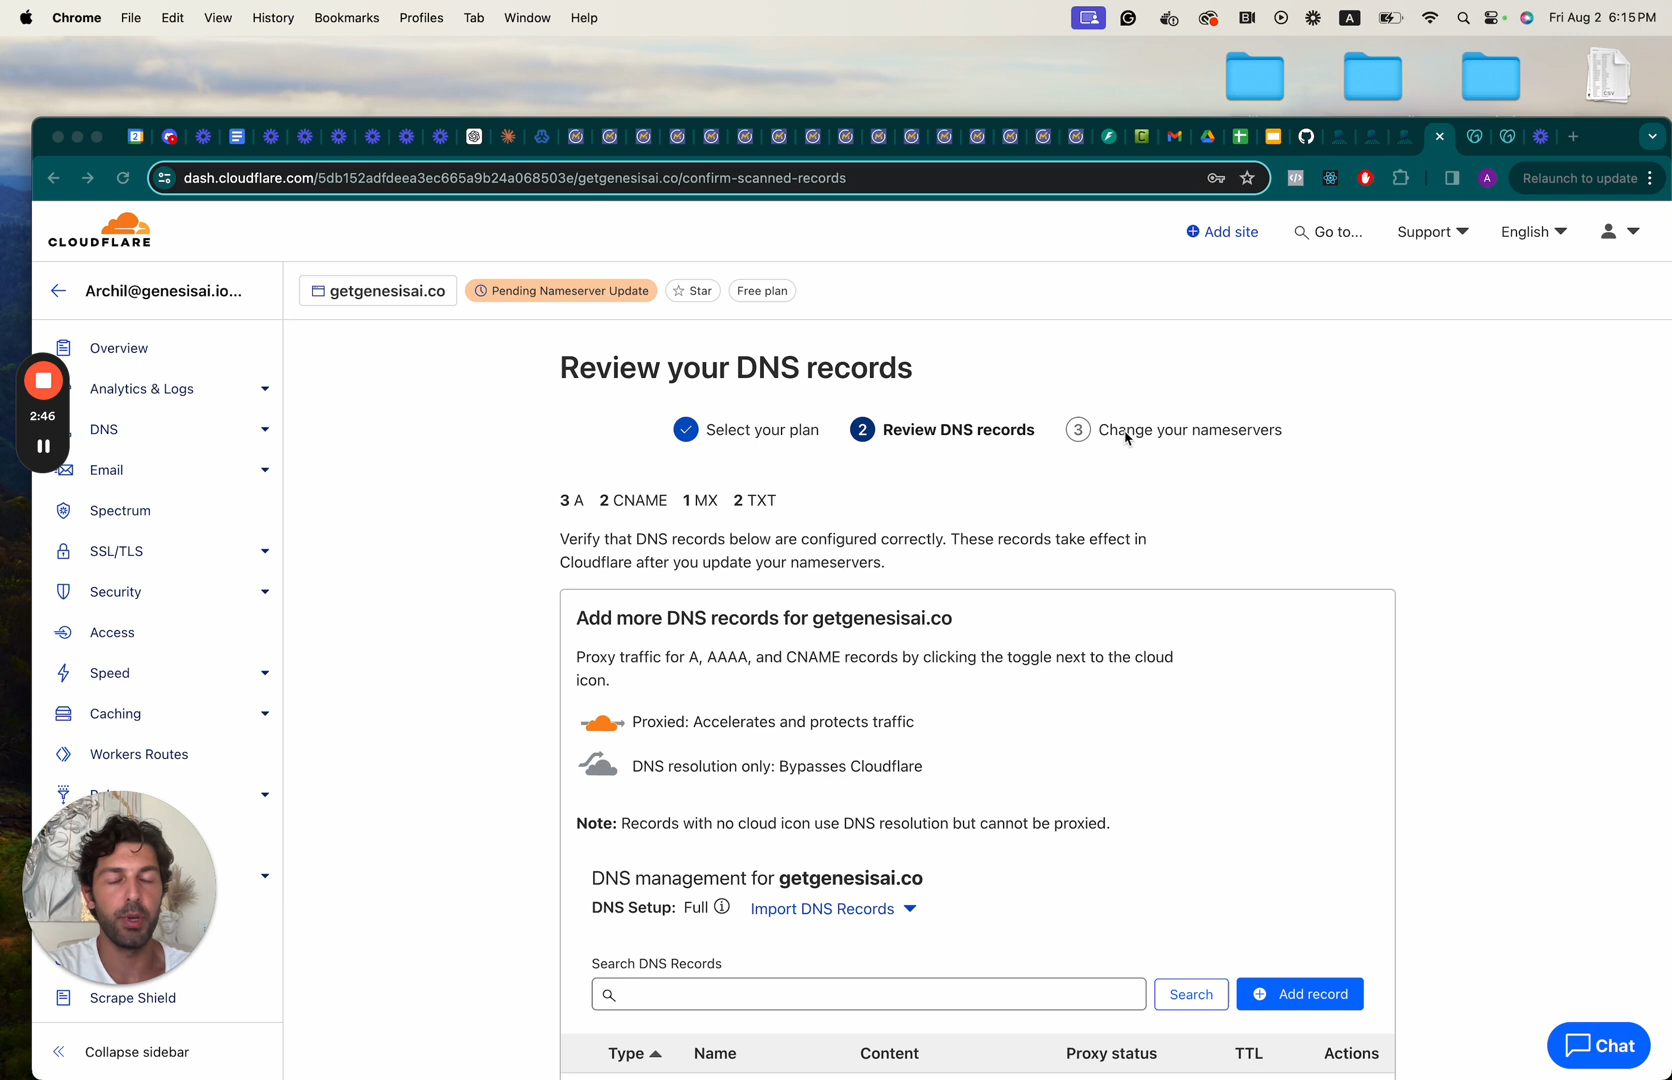 Chrome File Edit View History Bookmarks Profiles Tab Window Help
A Fri Aug 2 6:15 PM
CSV
2
dash.cloudflare.com/5db152adfdeea3ec665a9b24a068503e/getgenesisai.co/confirm-scanned-records
A Relaunch to update
CLOUDFLARE
Add site Go to... Support English
Archil@genesisai.io...
getgenesisai.co Pending Nameserver Update Star Free plan
Overview
Analytics & Logs
DNS
Email
Spectrum
SSL/TLS
Security
Access
Speed
Caching
Workers Routes
Scrape Shield
Collapse sidebar
2:46
Review your DNS records
Select your plan 2 Review DNS records 3 Change your nameservers
3 A 2 CNAME 1 MX 2 TXT
Verify that DNS records below are configured correctly. These records take effect in
Cloudflare after you update your nameservers.
Add more DNS records for getgenesisai.co
Proxy traffic for A, AAAA, and CNAME records by clicking the toggle next to the cloud
icon.
Proxied: Accelerates and protects traffic
DNS resolution only: Bypasses Cloudflare
Note: Records with no cloud icon use DNS resolution but cannot be proxied.
DNS management for getgenesisai.co
DNS Setup: Full Import DNS Records
Search DNS Records
Search Add record
Type Name Content Proxy status TTL Actions
Chat